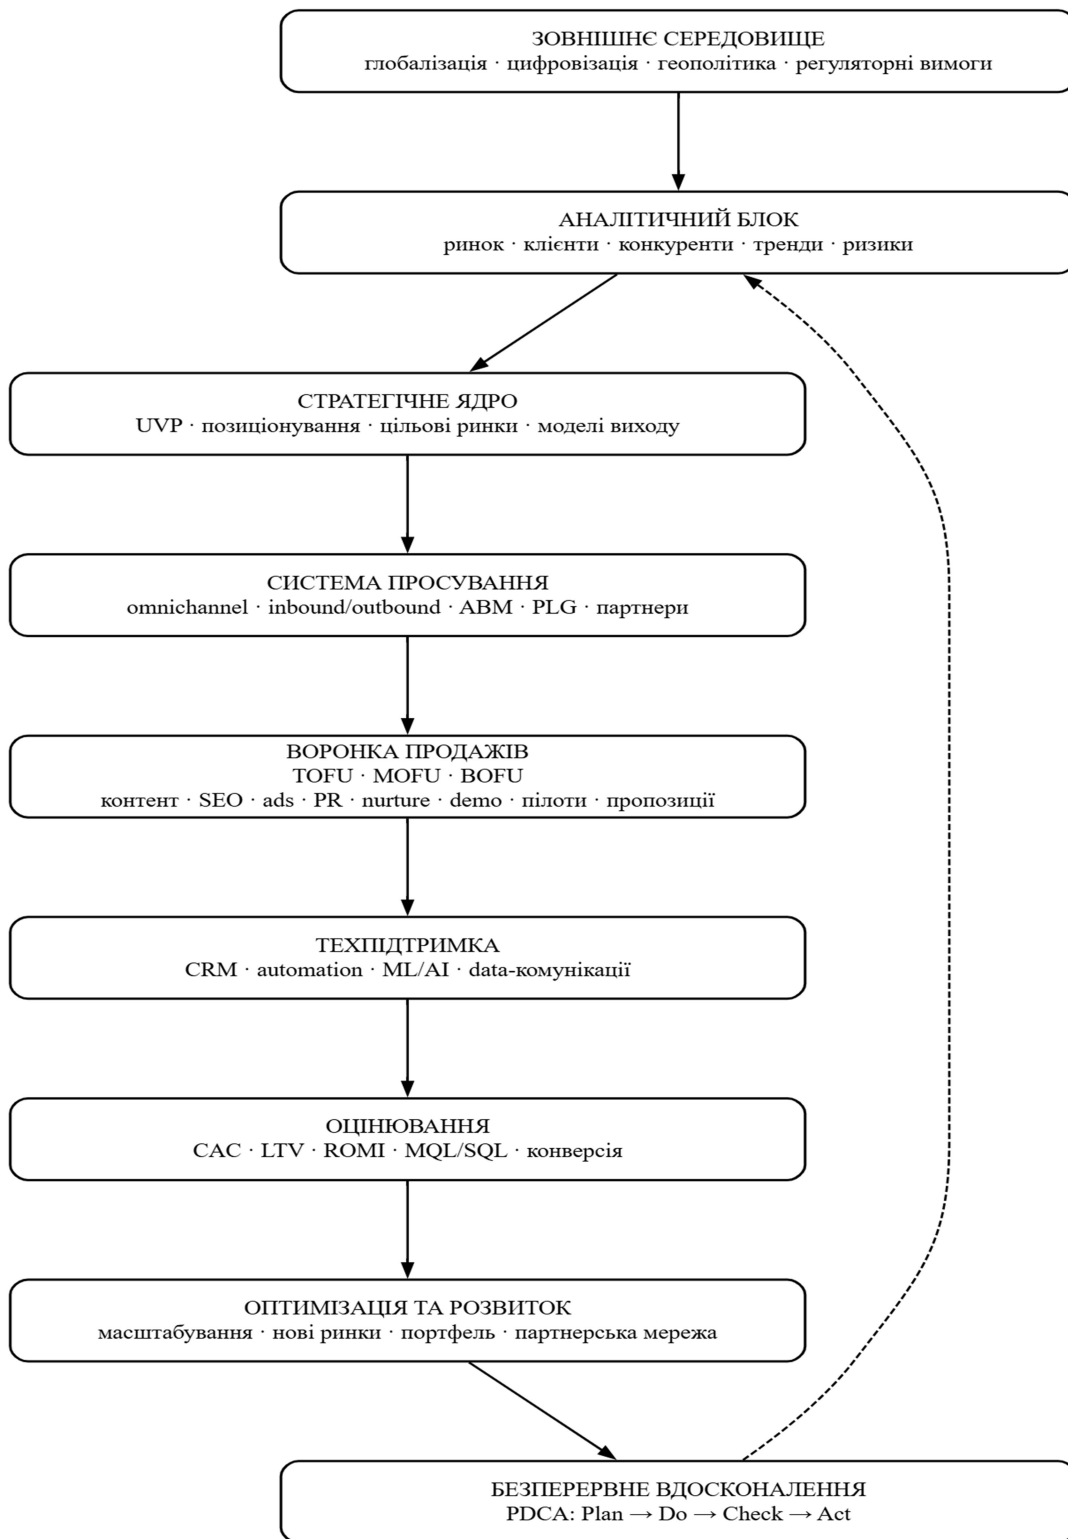 ЗОВНІШНЄ СЕРЕДОВИЩЕ
глобалізація · цифровізація · геополітика · регуляторні вимоги
АНАЛІТИЧНИЙ БЛОК
ринок · клієнти · конкуренти · тренди · ризики
СТРАТЕГІЧНЕ ЯДРО
UVP · позиціонування · цільові ринки · моделі виходу
СИСТЕМА ПРОСУВАННЯ
omnichannel · inbound/outbound · ABM · PLG · партнери
ВОРОНКА ПРОДАЖІВ
TOFU · MOFU · BOFU
контент · SEO · ads · PR · nurture · demo · пілоти · пропозиції
ТЕХПІДТРИМКА
CRM · automation · ML/AI · data-комунікації
ОЦІНЮВАННЯ
CAC · LTV · ROMI · MQL/SQL · конверсія
ОПТИМІЗАЦІЯ ТА РОЗВИТОК
масштабування · нові ринки · портфель · партнерська мережа
БЕЗПЕРЕРВНЕ ВДОСКОНАЛЕННЯ
PDCA: Plan → Do → Check → Act